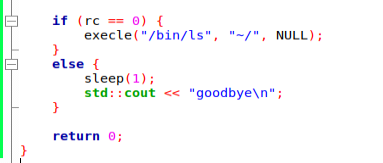 if (rc == 0) {
execle("/bin/ls", "~/", NULL);
}
else {
sleep(1);
std::cout << "goodbye\n";
}
return 0;
}